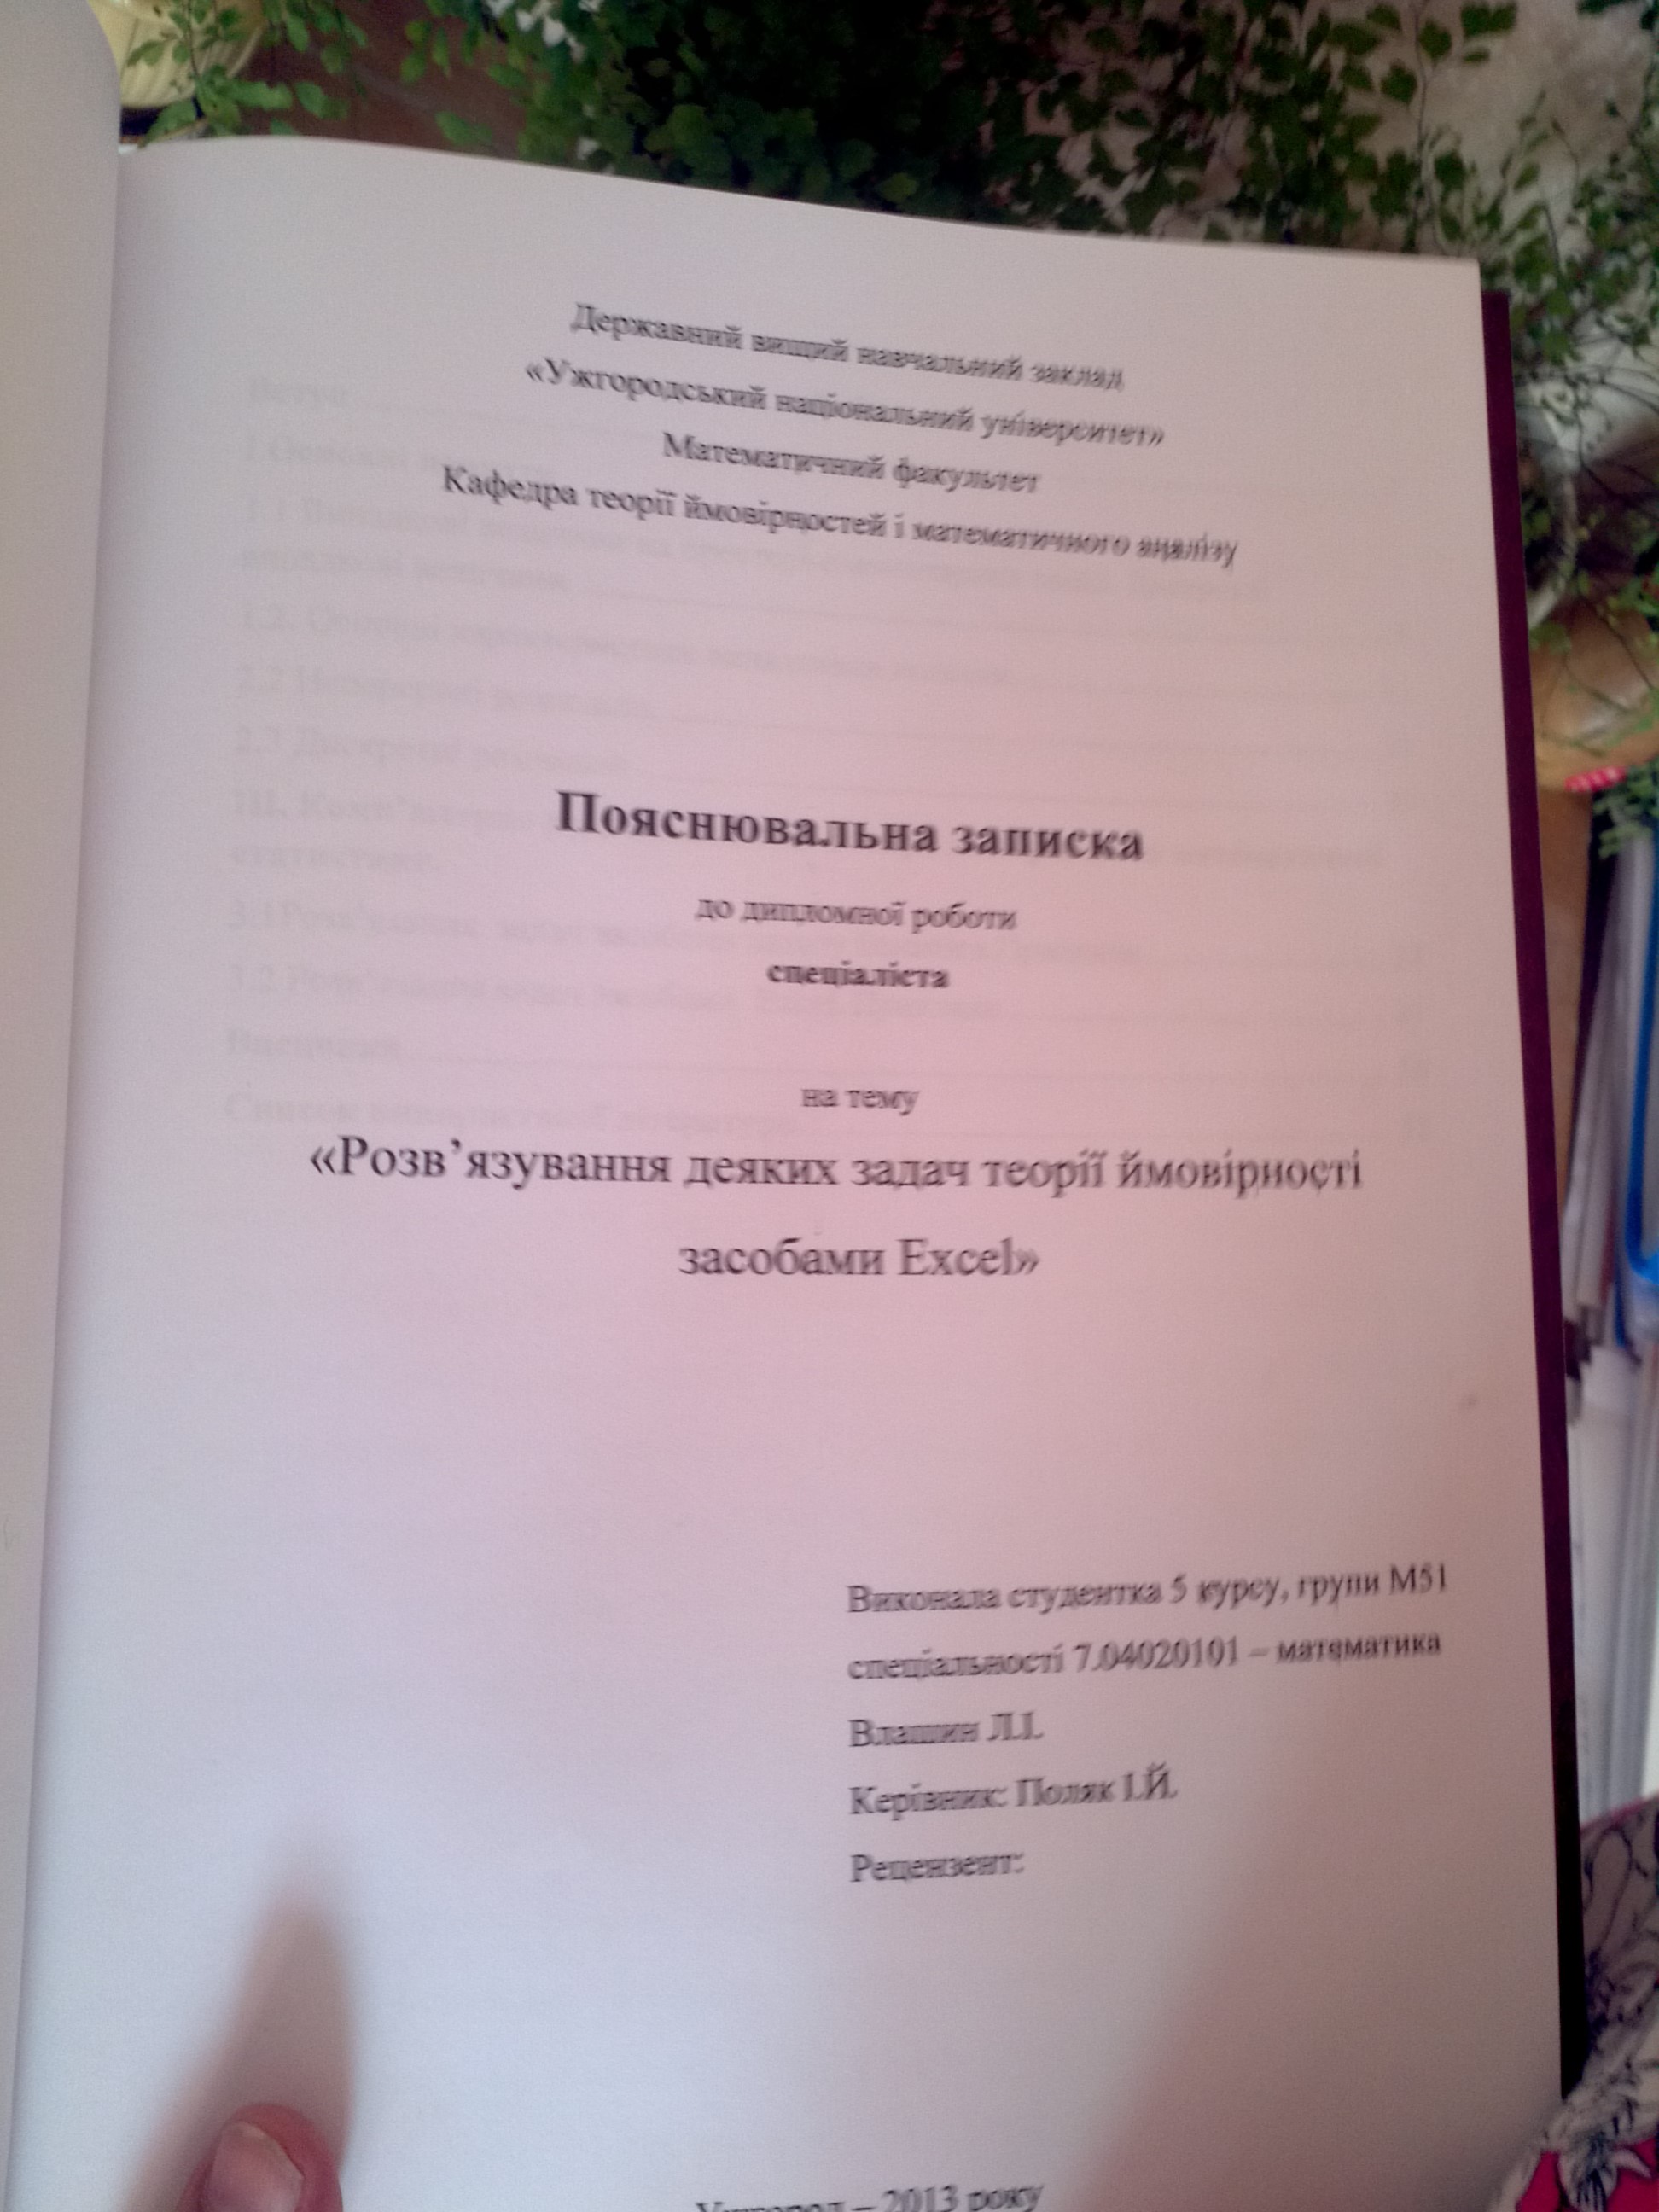 Державний вищий навчальний заклад
«Ужгородський національний університет»
Математичний факультет
Кафедра теорії ймовірностей і математичного аналізу
Пояснювальна записка
до дипломної роботи
спеціаліста
на тему
«Розв’язування деяких задач теорії ймовірності
засобами Excel»
Виконала студентка 5 курсу, групи М51
спеціальності 7.04020101 – математика
Влашин Л.І.
Керівник: Поляк І.Й.
Рецензент:
Ужгород – 2013 року